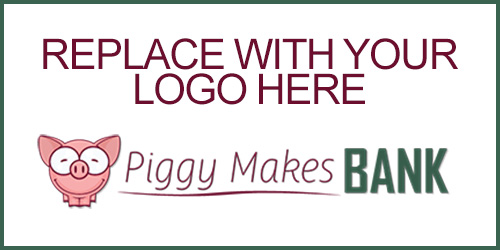 REPLACE WITH YOUR
LOGO HERE
Piggy Makes BANK